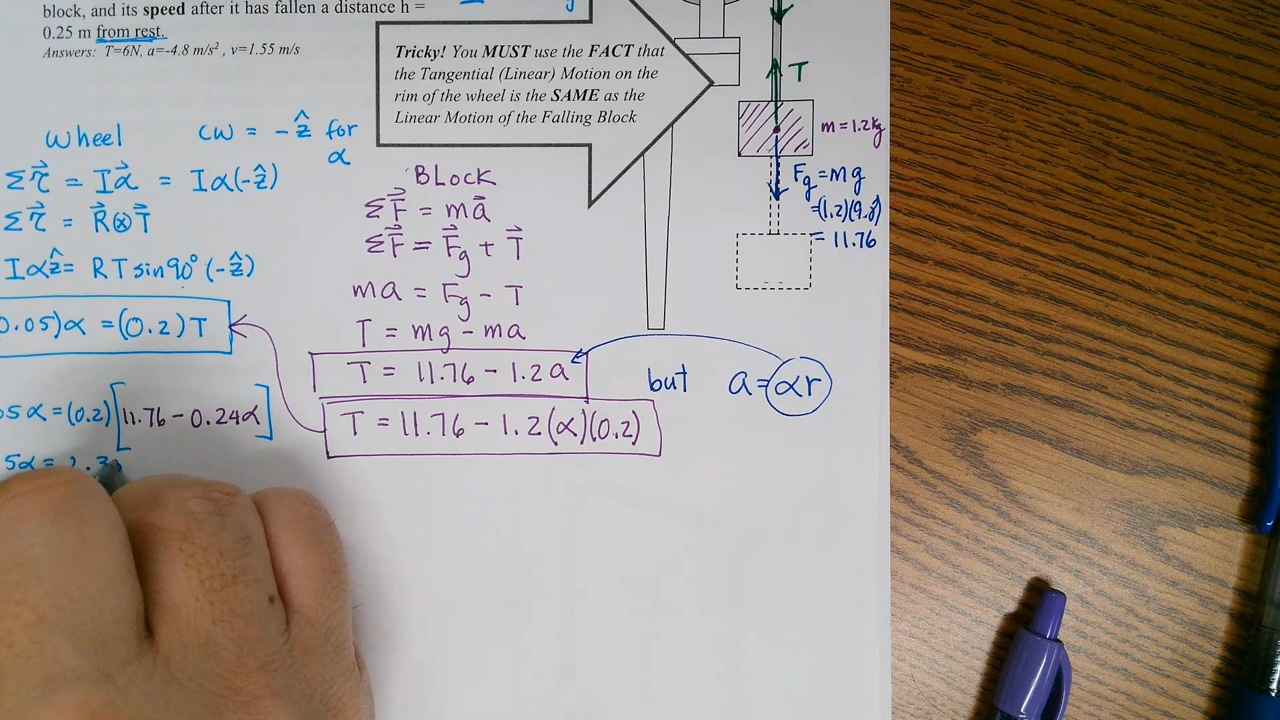 block, and its speed after it has fallen a distance h =
0.25 m from rest.
Answers: T=6N, a=-4.8 m/s², v=1.55 m/s
Tricky! You MUST use the FACT that
the Tangential (Linear) Motion on the
rim of the wheel is the SAME as the
Linear Motion of the Falling Block
T
m = 1.2kg
Fg = mg
=(1.2)(9.8)
= 11.76
Wheel CW = -ẑ for
α
Στ⃗ = Iα⃗ = Iα(-ẑ)
Στ⃗ = R⃗⊗T⃗
Iαẑ = RT sin90° (-ẑ)
0.05)α = (0.2)T
5α = (0.2)[11.76 - 0.24α]
5α =
BLOCK
ΣF⃗ = ma⃗
ΣF⃗ = F⃗g + T⃗
ma = Fg - T
T = mg - ma
T = 11.76 - 1.2a
but a = αr
T = 11.76 - 1.2(α)(0.2)